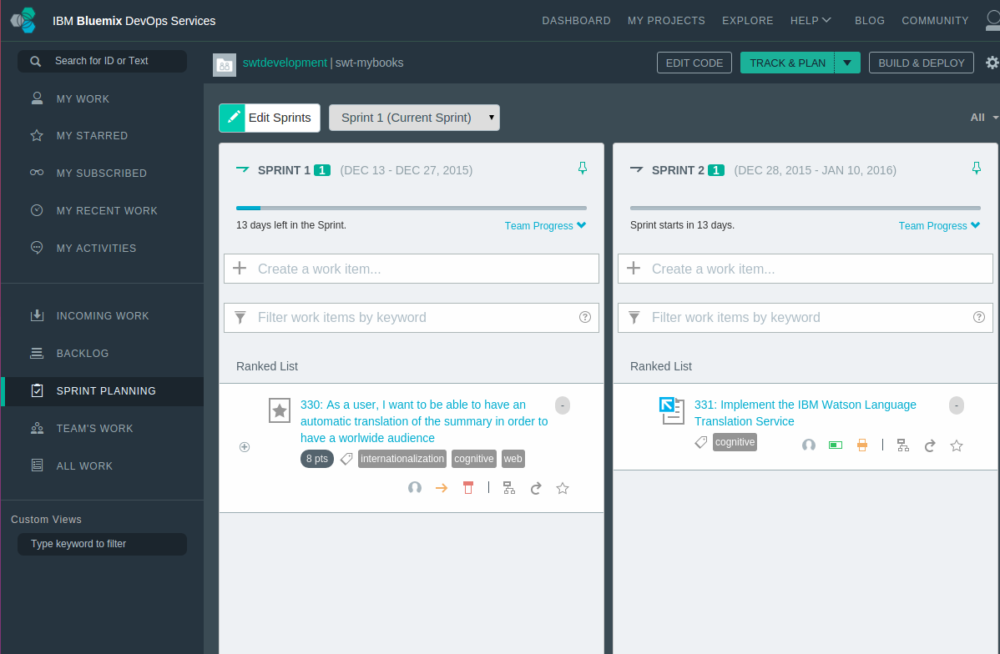 IBM Bluemix DevOps Services
DASHBOARD MY PROJECTS EXPLORE HELP BLOG COMMUNITY
Search for ID or Text
swtdevelopment | swt-mybooks
EDIT CODE TRACK & PLAN BUILD & DEPLOY
MY WORK
MY STARRED
MY SUBSCRIBED
MY RECENT WORK
MY ACTIVITIES
INCOMING WORK
BACKLOG
SPRINT PLANNING
TEAM'S WORK
ALL WORK
Custom Views
Type keyword to filter
Edit Sprints
Sprint 1 (Current Sprint)
All
SPRINT 1 1 (DEC 13 - DEC 27, 2015)
13 days left in the Sprint.
Team Progress
Create a work item...
Filter work items by keyword
?
Ranked List
330: As a user, I want to be able to have an
automatic translation of the summary in order to
have a worlwide audience
-
8 pts internationalization cognitive web
SPRINT 2 1 (DEC 28, 2015 - JAN 10, 2016)
Sprint starts in 13 days.
Team Progress
Create a work item...
Filter work items by keyword
?
Ranked List
331: Implement the IBM Watson Language
Translation Service
-
cognitive